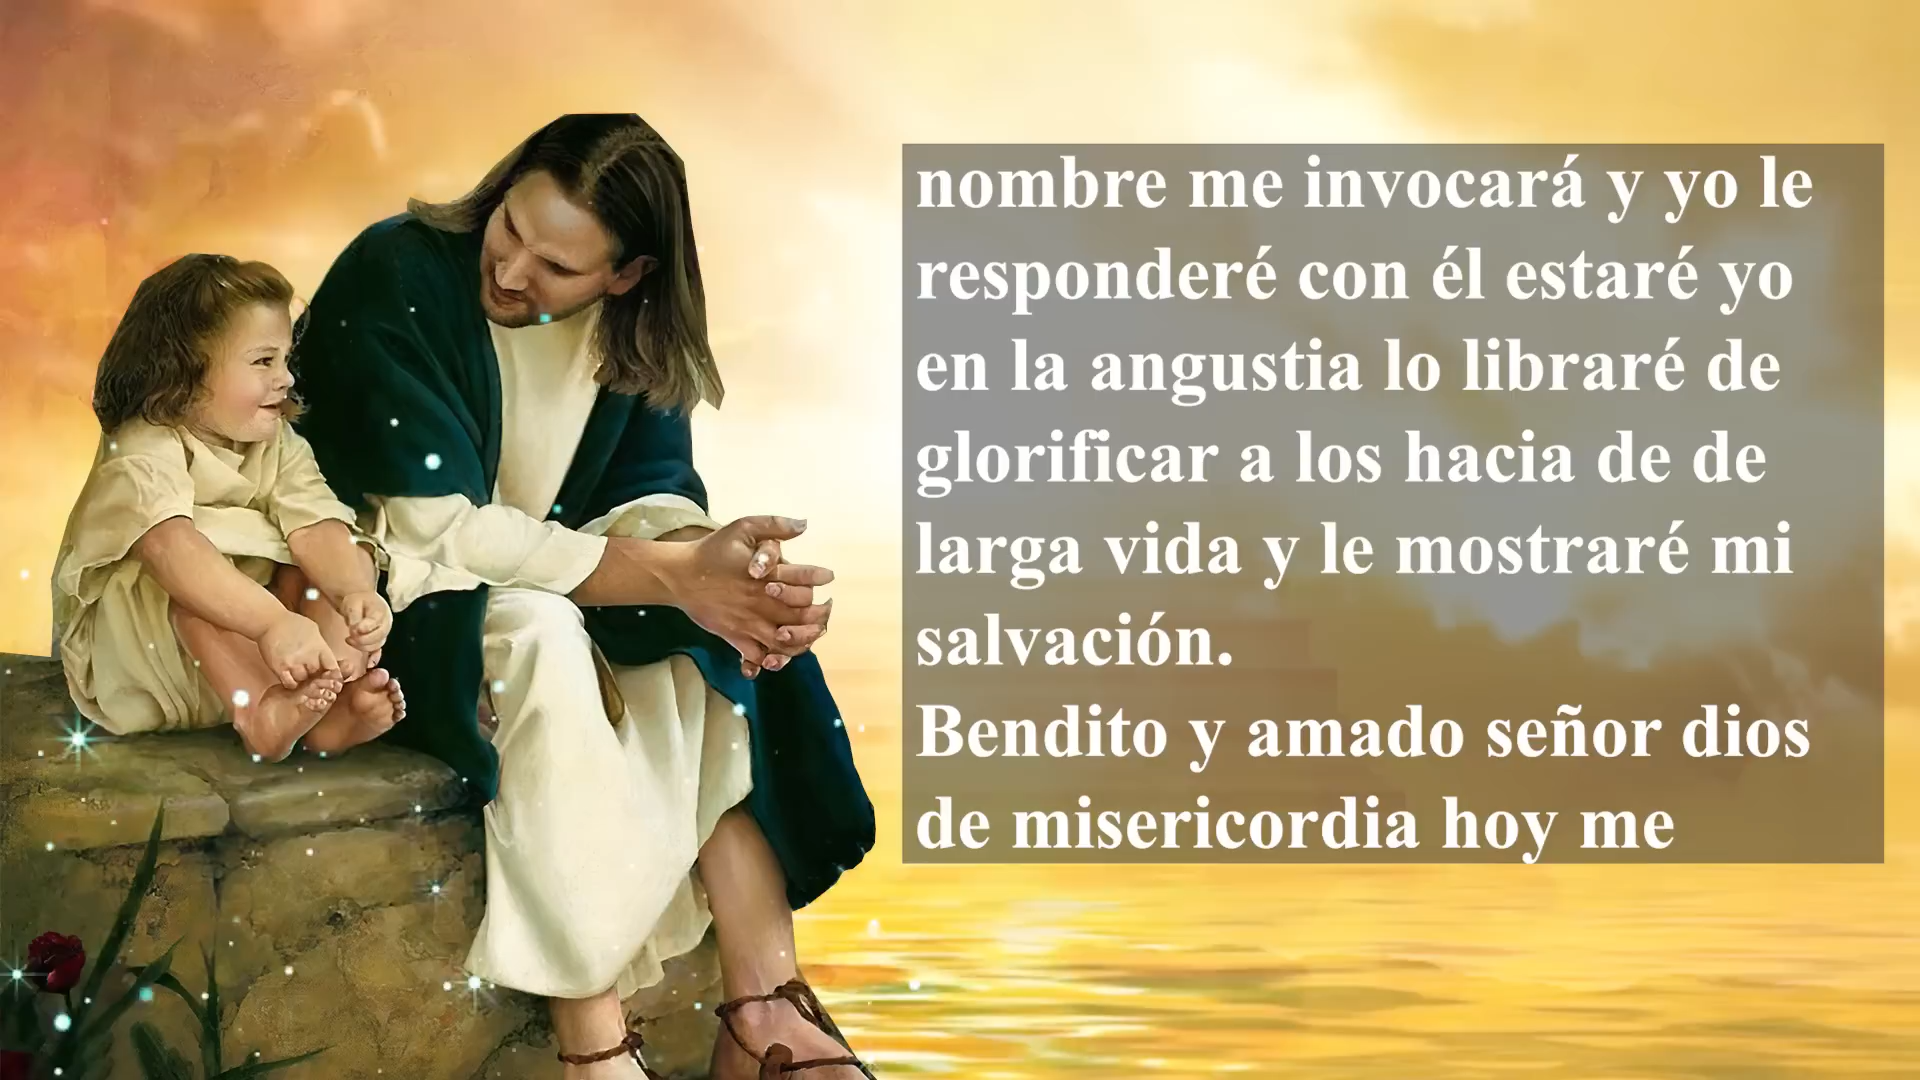 nombre me invocará y yo le
responderé con él estaré yo
en la angustia lo libraré de
glorificar a los hacia de de
larga vida y le mostraré mi
salvación.
Bendito y amado señor dios
de misericordia hoy me